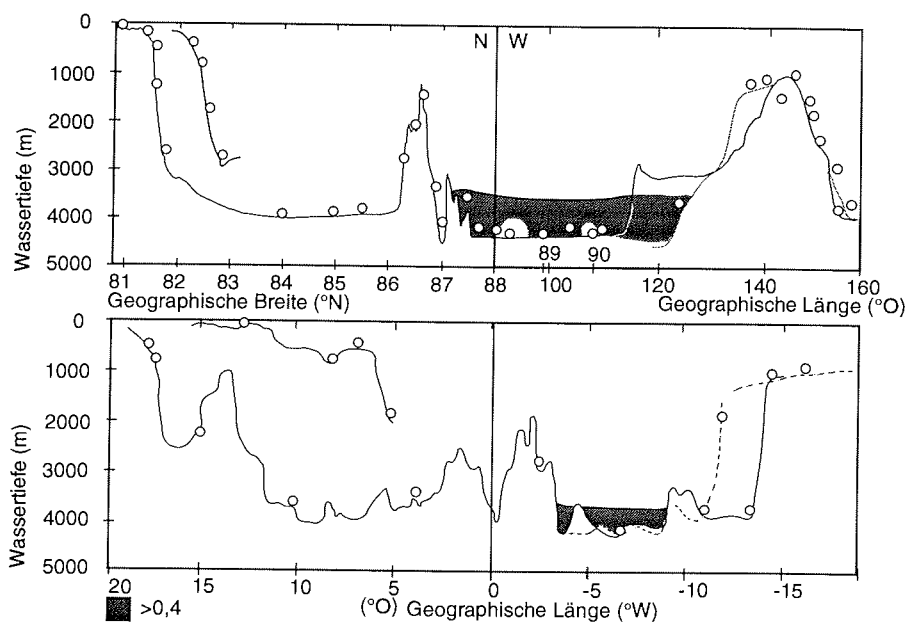 N W
0
1000
2000
3000
4000
5000
Wassertiefe (m)
89 90
81 82 83 84 85 86 87 88 100 120 140 160
Geographische Breite (°N) Geographische Länge (°O)
0
1000
2000
3000
4000
5000
Wassertiefe (m)
20 15 10 5 0 -5 -10 -15
>0,4 (°O) Geographische Länge (°W)